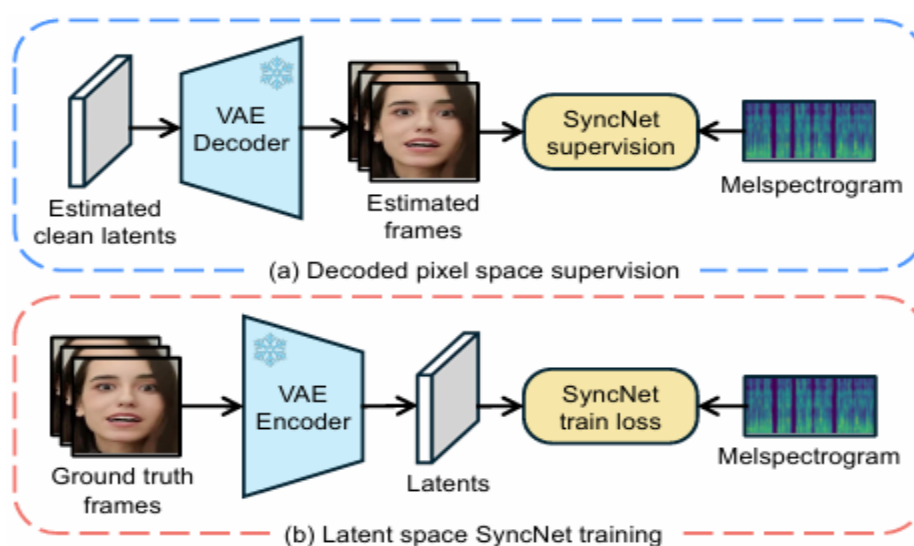 VAE
Decoder
SyncNet
supervision
Melspectrogram
Estimated
clean latents
Estimated
frames
(a) Decoded pixel space supervision
VAE
Encoder
SyncNet
train loss
Melspectrogram
Ground truth
frames
Latents
(b) Latent space SyncNet training